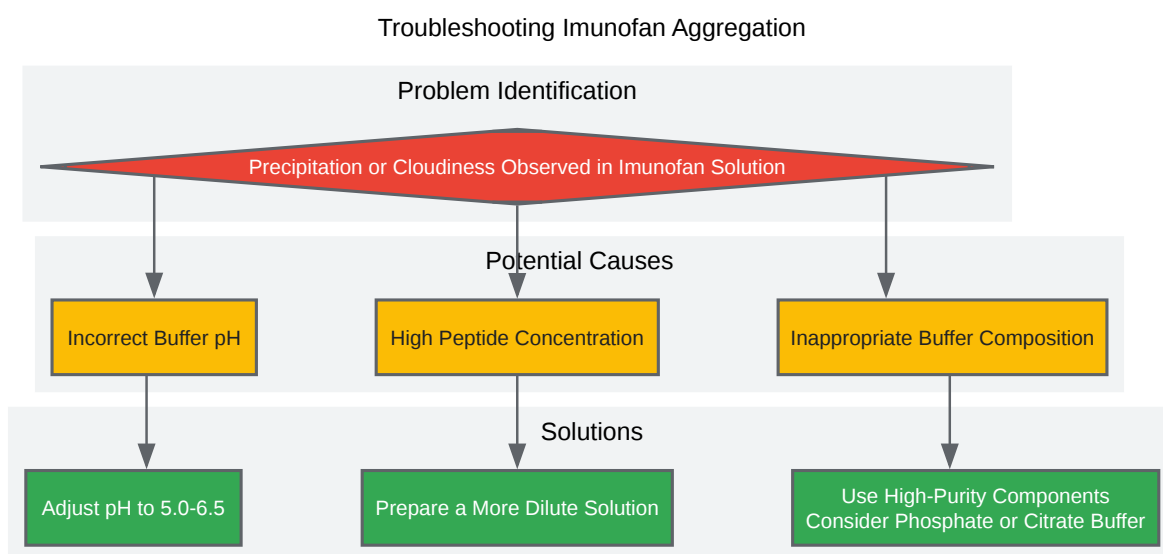 Troubleshooting Imunofan Aggregation
Problem Identification
Precipitation or Cloudiness Observed in Imunofan Solution
Potential Causes
Incorrect Buffer pH
High Peptide Concentration
Inappropriate Buffer Composition
Solutions
Adjust pH to 5.0-6.5
Prepare a More Dilute Solution
Use High-Purity Components
Consider Phosphate or Citrate Buffer